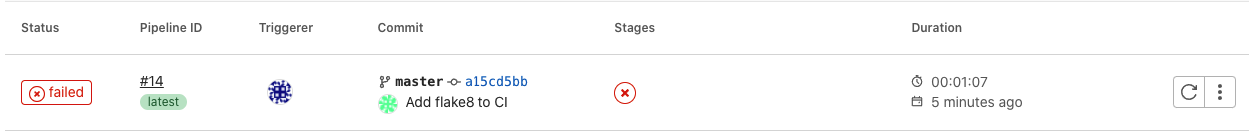 Status Pipeline ID Triggerer Commit Stages Duration
failed
#14
latest
master a15cd5bb
Add flake8 to CI
00:01:07
5 minutes ago